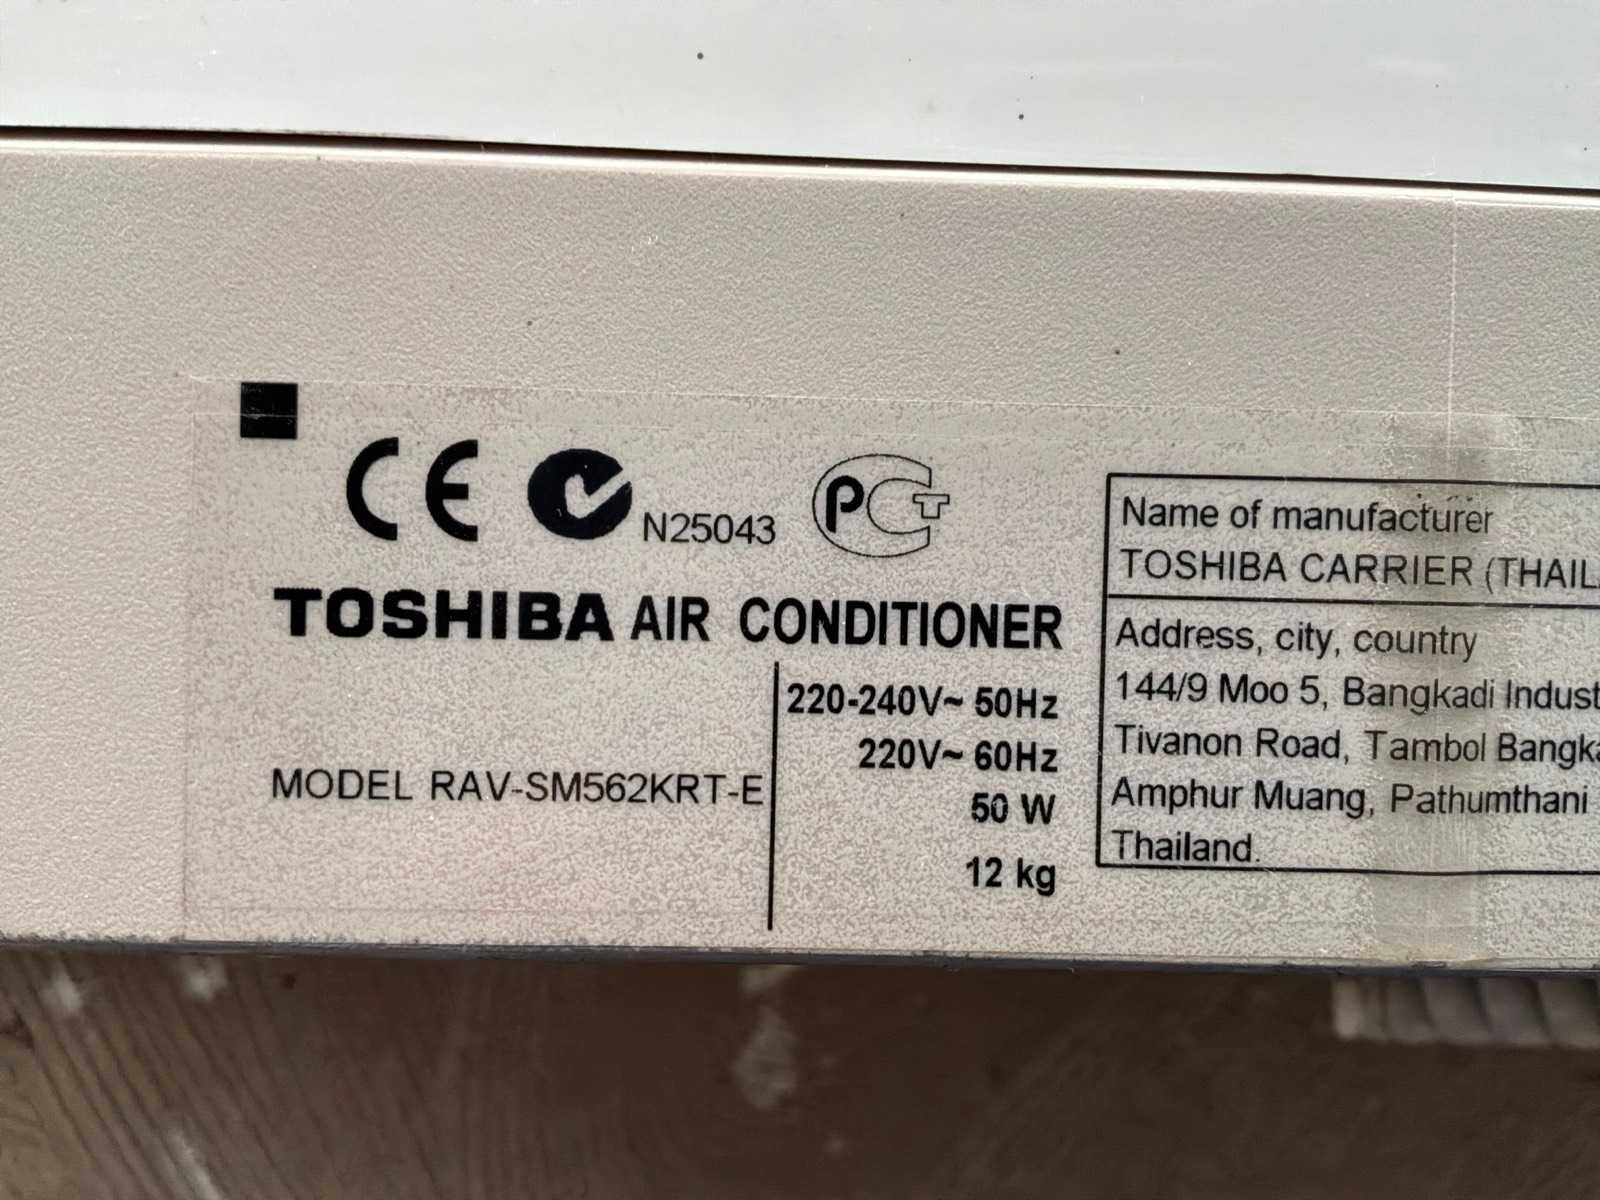 CE N25043 PCT
TOSHIBA AIR CONDITIONER
MODEL RAV-SM562KRT-E
220-240V~ 50Hz
220V~ 60Hz
50 W
12 kg
Name of manufacturer
TOSHIBA CARRIER (THAIL
Address, city, country
144/9 Moo 5, Bangkadi Indust
Tivanon Road, Tambol Bangka
Amphur Muang, Pathumthani
Thailand.